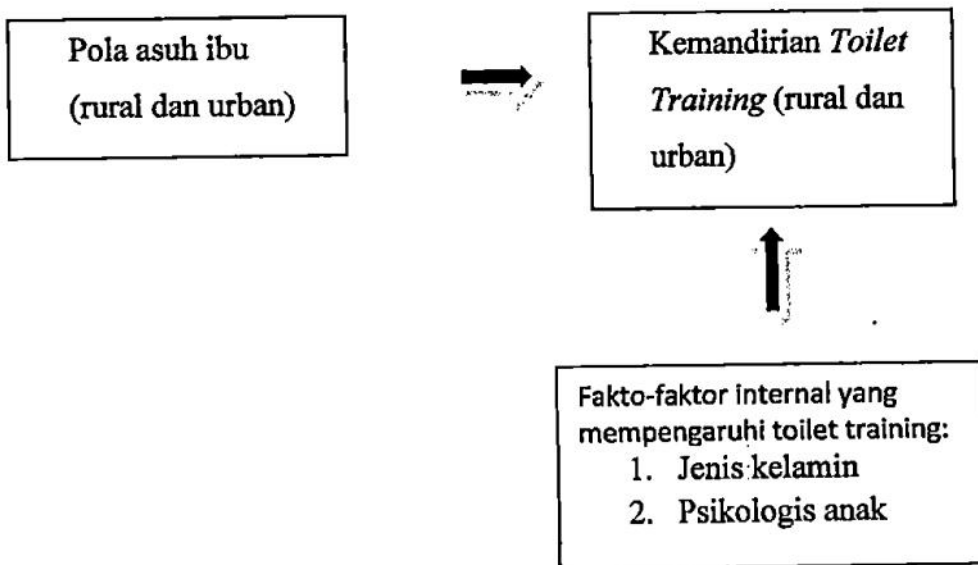 Pola asuh ibu
(rural dan urban)
Kemandirian Toilet
Training (rural dan
urban)
Fakto-faktor internal yang
mempengaruhi toilet training:
1. Jenis kelamin
2. Psikologis anak